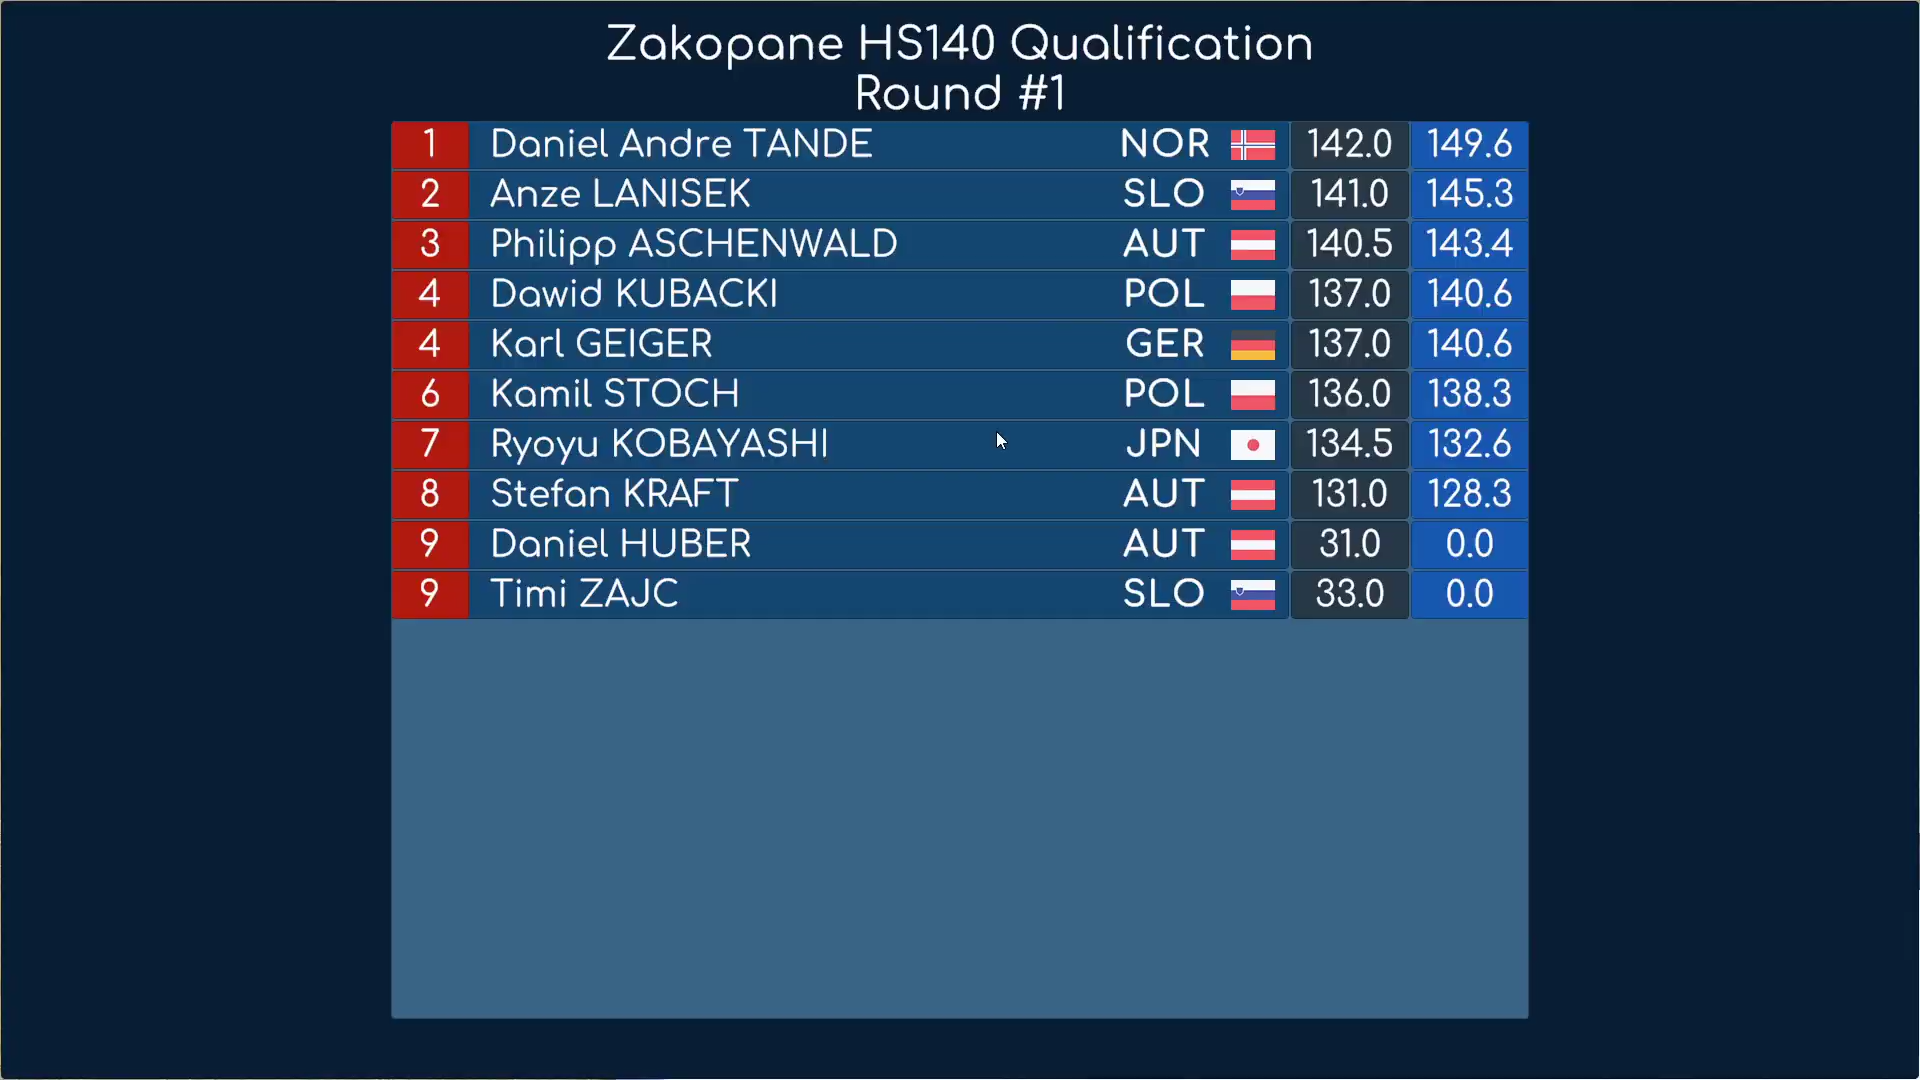 Zakopane HS140 Qualification
Round #1
1 Daniel Andre TANDE NOR 142.0 149.6
2 Anze LANISEK SLO 141.0 145.3
3 Philipp ASCHENWALD AUT 140.5 143.4
4 Dawid KUBACKI POL 137.0 140.6
4 Karl GEIGER GER 137.0 140.6
6 Kamil STOCH POL 136.0 138.3
7 Ryoyu KOBAYASHI JPN 134.5 132.6
8 Stefan KRAFT AUT 131.0 128.3
9 Daniel HUBER AUT 31.0 0.0
9 Timi ZAJC SLO 33.0 0.0